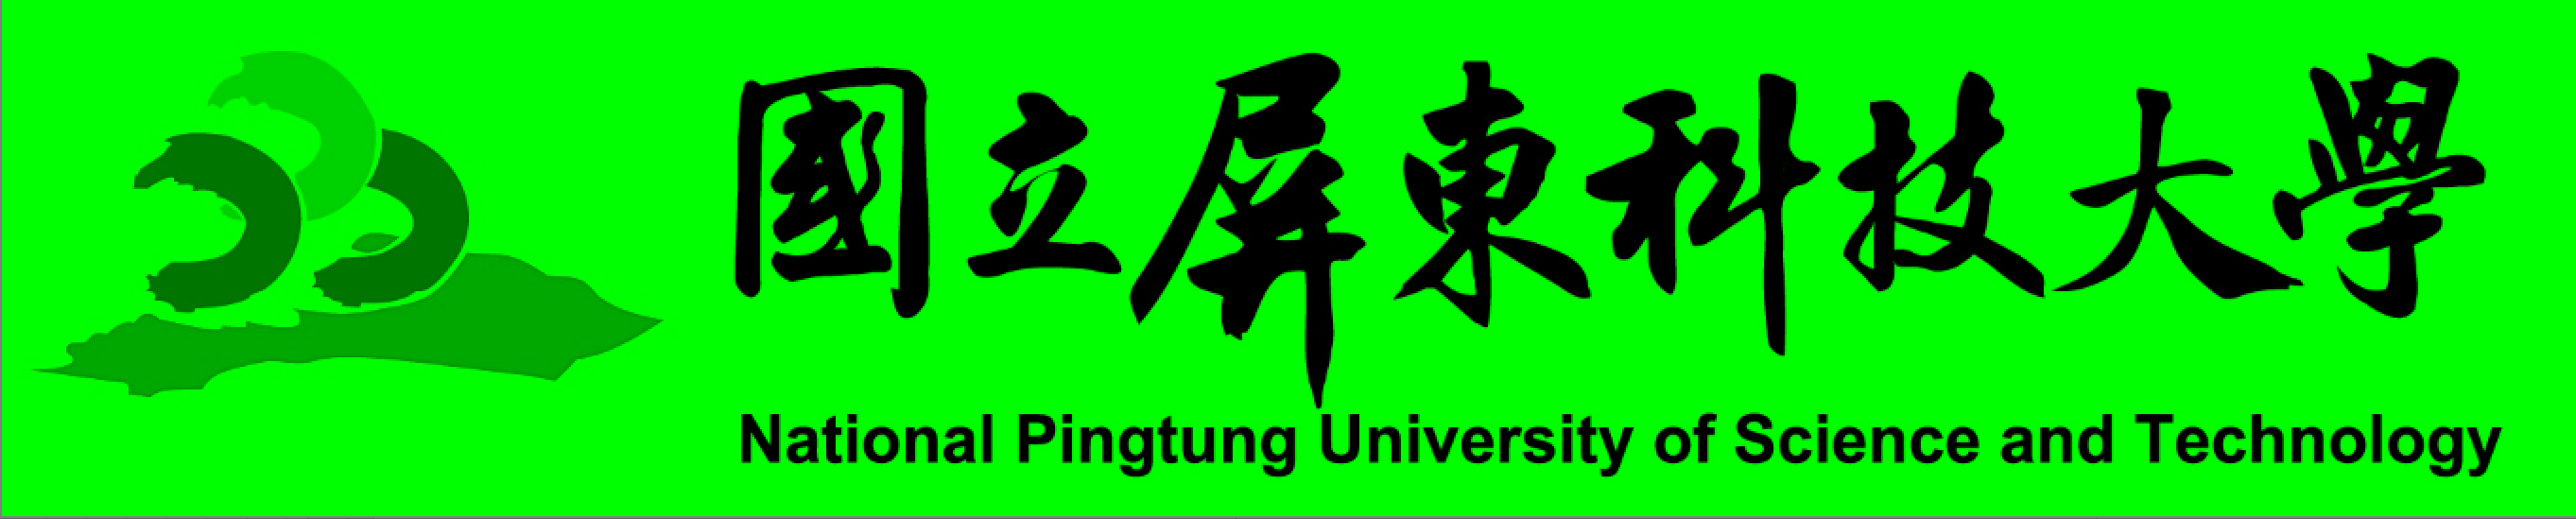 國立屏東科技大學
National Pingtung University of Science and Technology